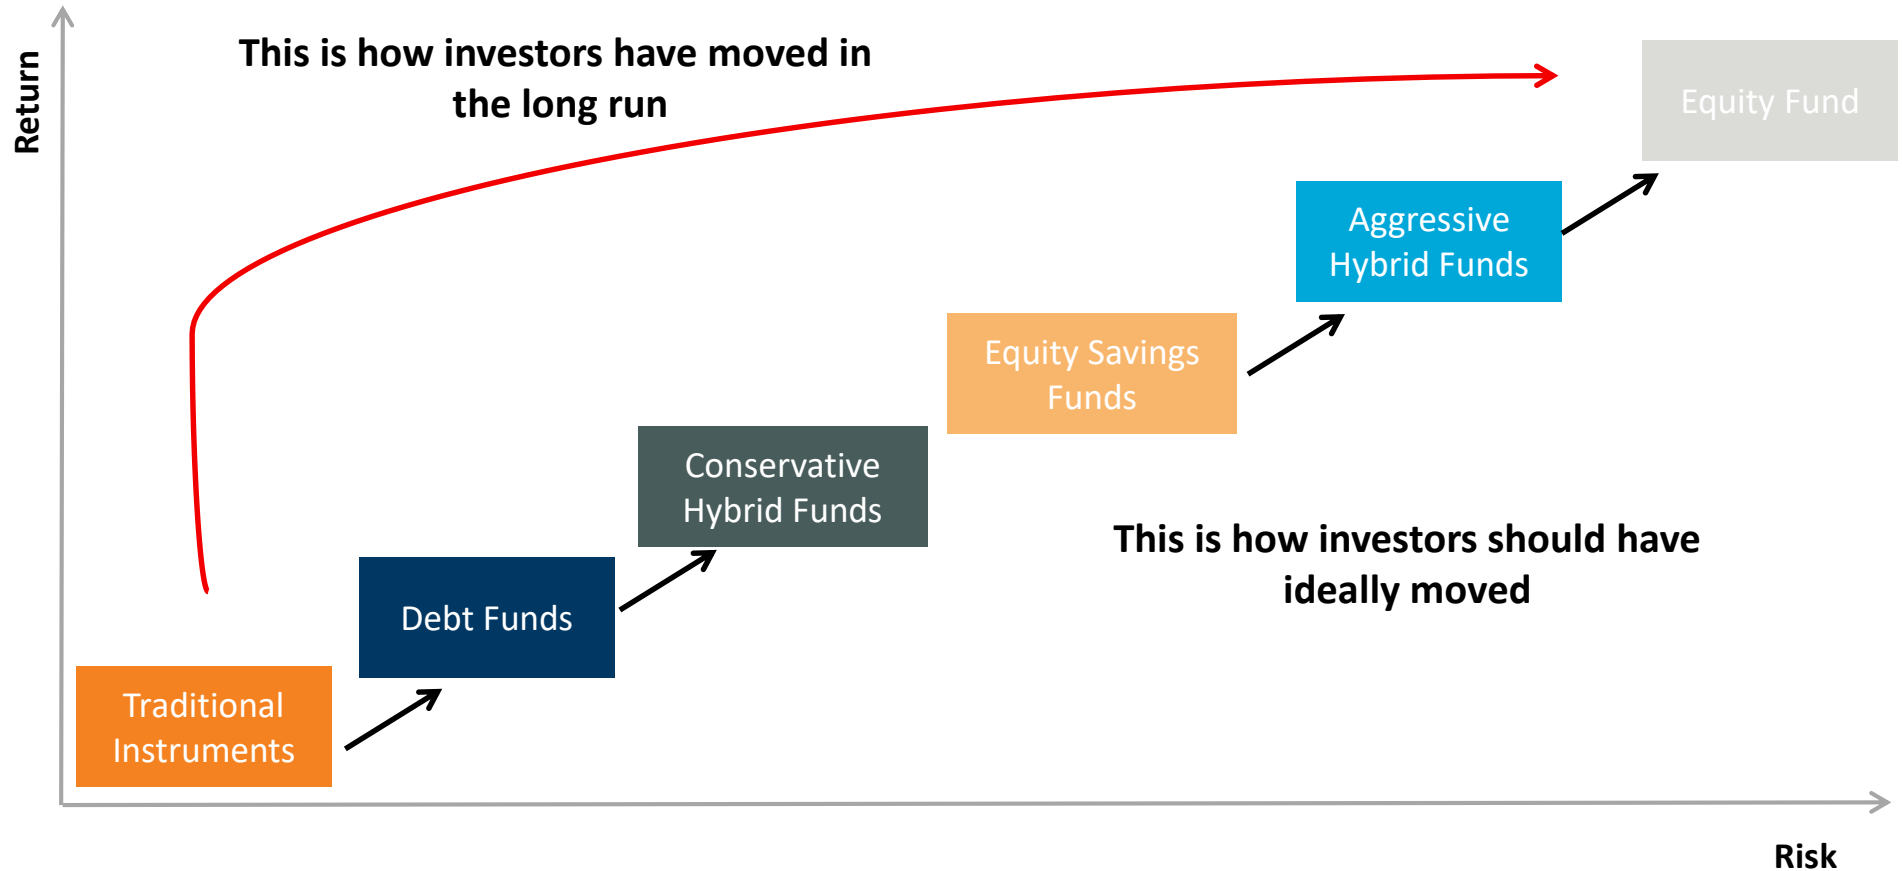 Return
This is how investors have moved in
the long run
Equity Fund
Aggressive
Hybrid Funds
Equity Savings
Funds
Conservative
Hybrid Funds
This is how investors should have
ideally moved
Debt Funds
Traditional
Instruments
Risk